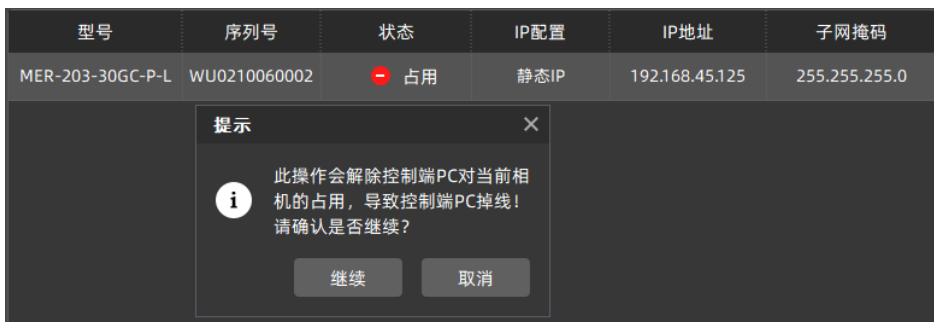 型号 序列号 状态 IP配置 IP地址 子网掩码
MER-203-30GC-P-L WU0210060002 占用 静态IP 192.168.45.125 255.255.255.0
提示
此操作会解除控制端PC对当前相
机的占用，导致控制端PC掉线！
请确认是否继续？
继续 取消